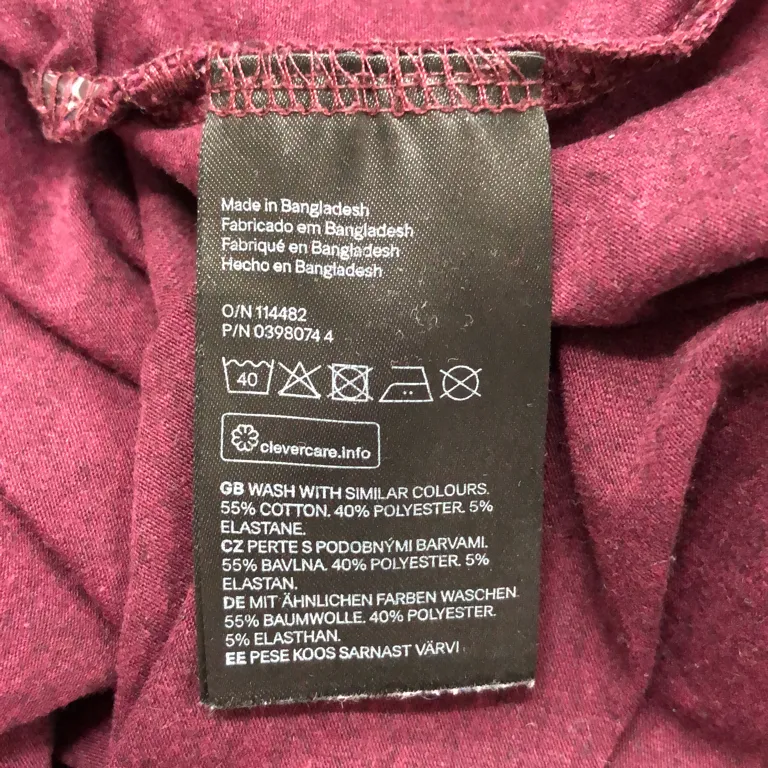 Made in Bangladesh
Fabricado em Bangladesh
Fabriqué en Bangladesh
Hecho en Bangladesh
O/N 114482
P/N 0398074 4
40
clevercare.info
GB WASH WITH SIMILAR COLOURS.
55% COTTON. 40% POLYESTER. 5%
ELASTANE.
CZ PERTE S PODOBNÝMI BARVAMI.
55% BAVLNA. 40% POLYESTER. 5%
ELASTAN.
DE MIT ÄHNLICHEN FARBEN WASCHEN.
55% BAUMWOLLE. 40% POLYESTER.
5% ELASTHAN.
EE PESE KOOS SARNAST VÄRVI